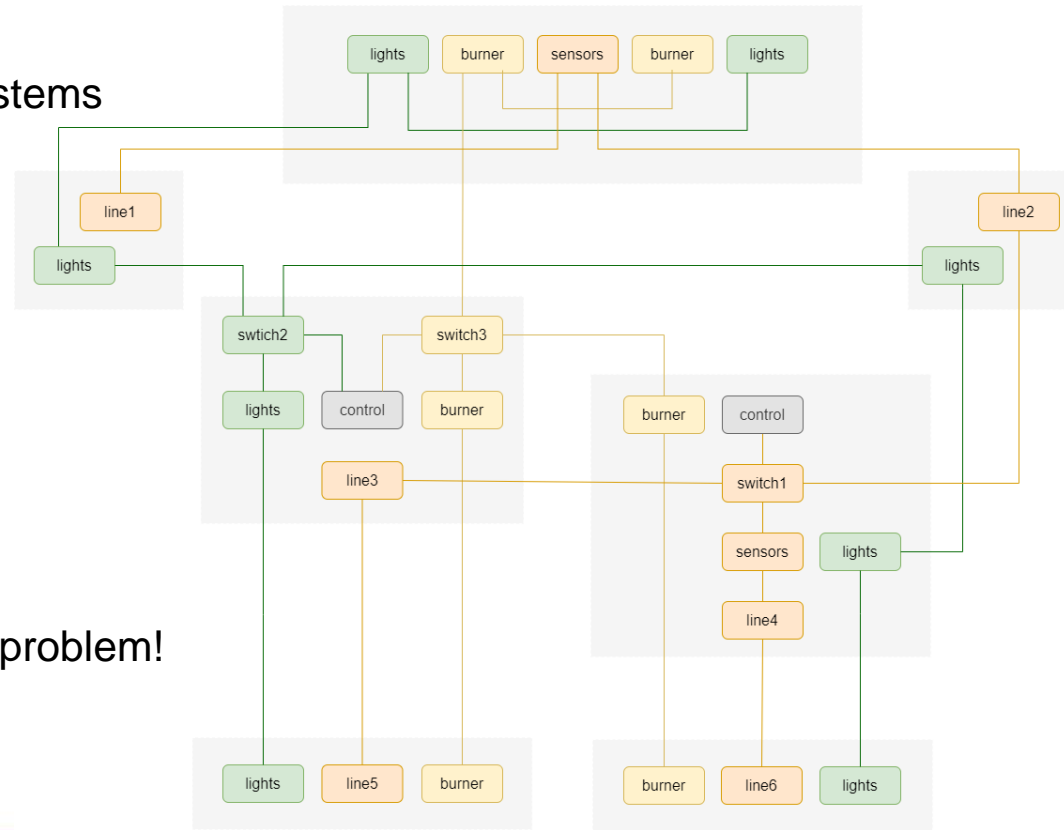 lights burner sensors burner lights
stems
line1
line2
lights
lights
swtich2 switch3
lights control burner
burner control
line3
switch1
sensors lights
line4
problem!
lights line5 burner
burner line6 lights